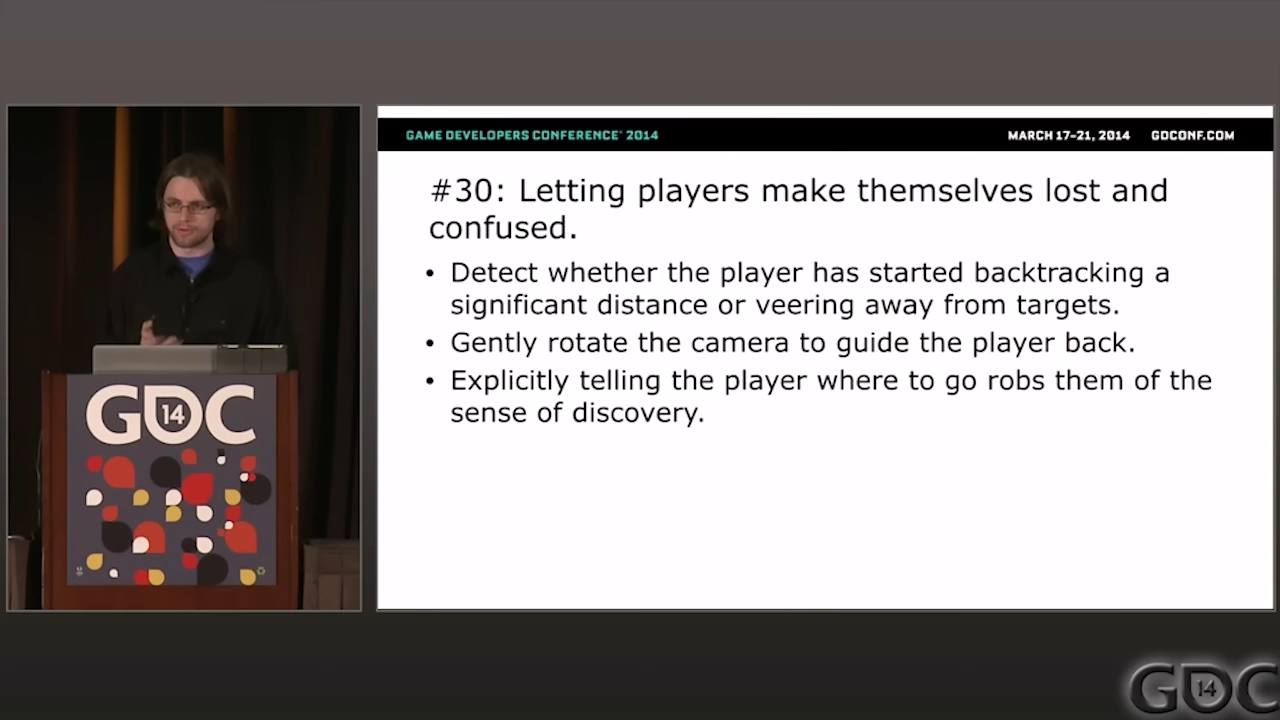 GAME DEVELOPERS CONFERENCE® 2014
MARCH 17–21, 2014 GDCONF.COM
#30: Letting players make themselves lost and
confused.
• Detect whether the player has started backtracking a
significant distance or veering away from targets.
• Gently rotate the camera to guide the player back.
• Explicitly telling the player where to go robs them of the
sense of discovery.
GDC
14
GDC
14